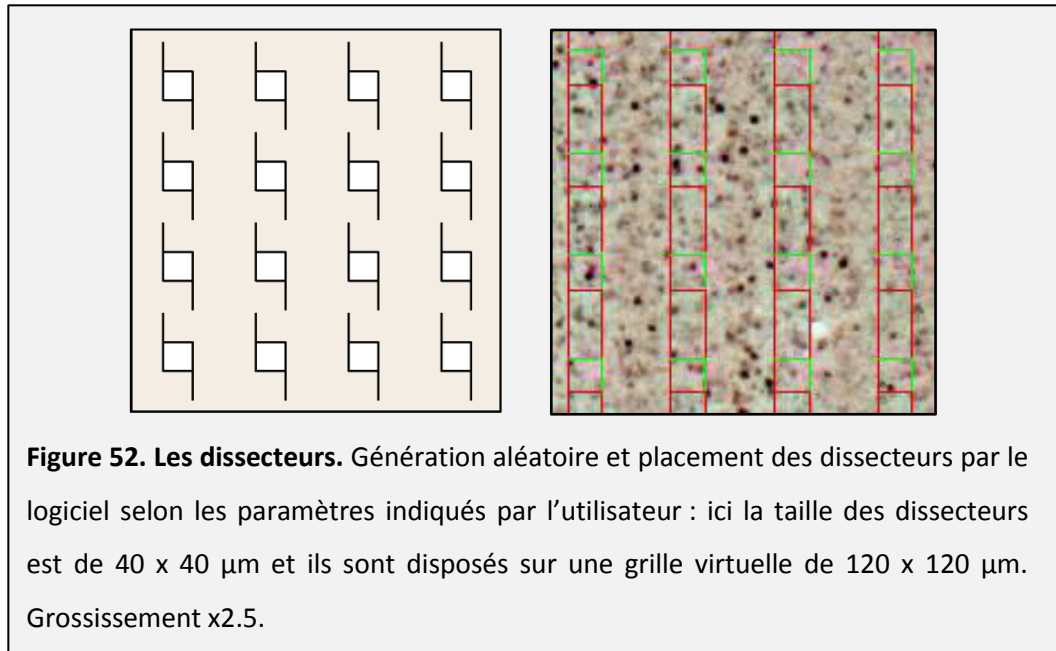 Figure 52. Les dissecteurs. Génération aléatoire et placement des dissecteurs par le
logiciel selon les paramètres indiqués par l’utilisateur : ici la taille des dissecteurs
est de 40 x 40 µm et ils sont disposés sur une grille virtuelle de 120 x 120 µm.
Grossissement x2.5.